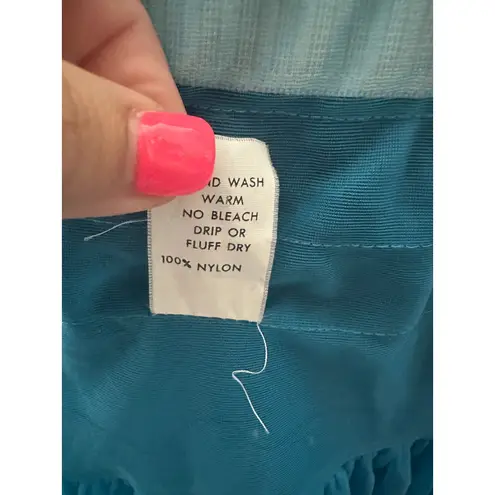 ND WASH
WARM
NO BLEACH
DRIP OR
FLUFF DRY
100% NYLON